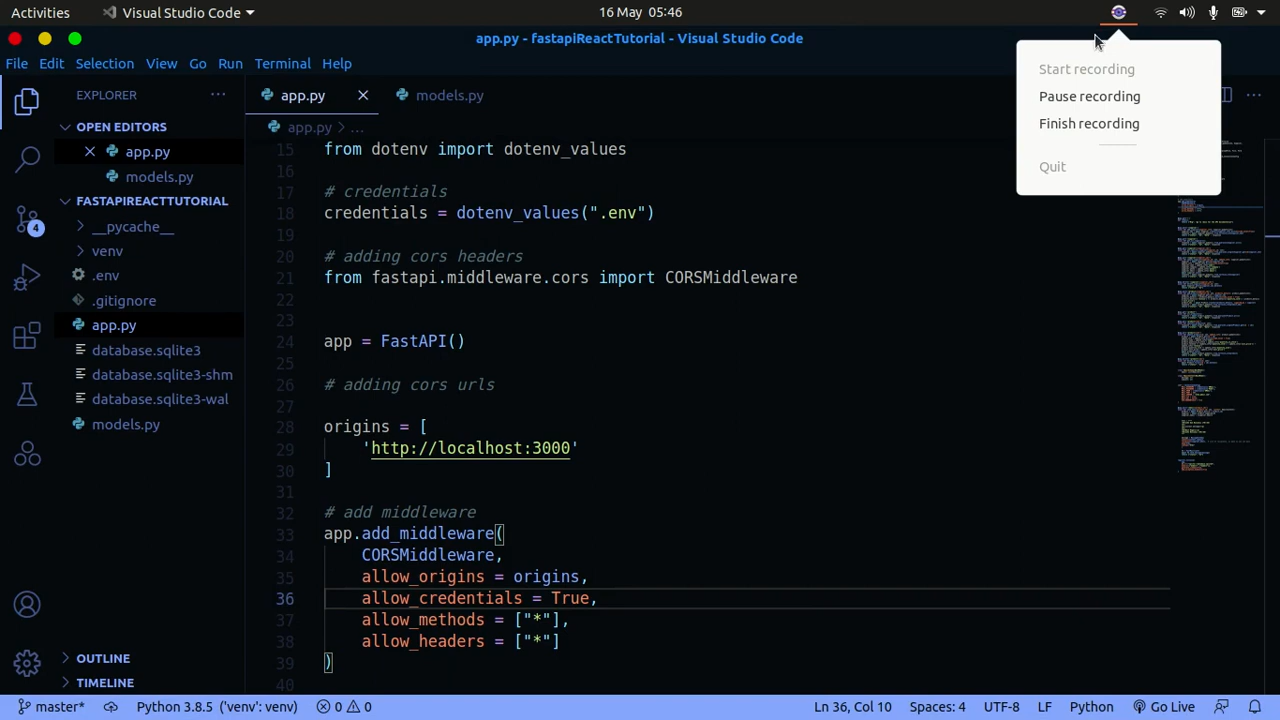 Activities
Visual Studio Code
16 May 05:46
app.py - fastapiReactTutorial - Visual Studio Code
File Edit Selection View Go Run Terminal Help
Start recording
Pause recording
Finish recording
Quit
EXPLORER
OPEN EDITORS
app.py
models.py
FASTAPIREACTTUTORIAL
__pycache__
venv
.env
.gitignore
app.py
database.sqlite3
database.sqlite3-shm
database.sqlite3-wal
models.py
OUTLINE
TIMELINE
4
app.py
models.py
app.py > ...
15 from dotenv import dotenv_values
16
17 # credentials
18 credentials = dotenv_values(".env")
19
20 # adding cors headers
21 from fastapi.middleware.cors import CORSMiddleware
22
23
24 app = FastAPI()
25
26 # adding cors urls
27
28 origins = [
29 'http://localhost:3000'
30 ]
31
32 # add middleware
33 app.add_middleware(
34 CORSMiddleware,
35 allow_origins = origins,
36 allow_credentials = True,
37 allow_methods = ["*"],
38 allow_headers = ["*"]
39 )
40
master* Python 3.8.5 ('venv': venv) 0 0 Ln 36, Col 10 Spaces: 4 UTF-8 LF Python Go Live